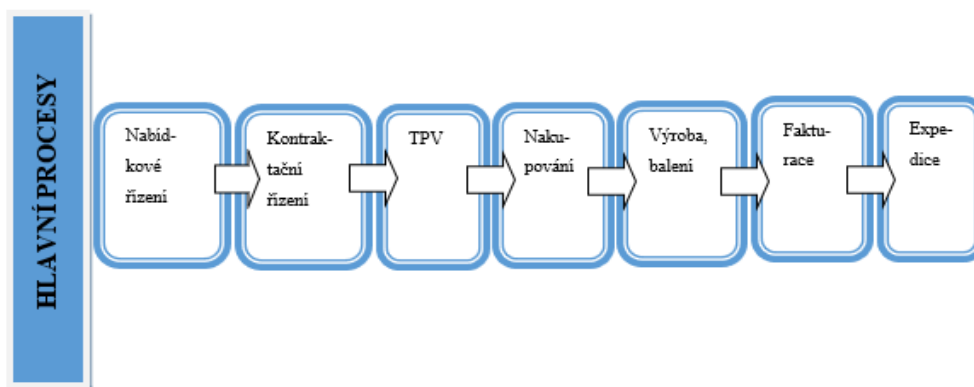 HLAVNÍ PROCESY
Nabíd-
kové
řízení
Kontrak-
tační
řízení
TPV
Naku-
pování
Výroba,
balení
Faktu-
race
Expe-
dice